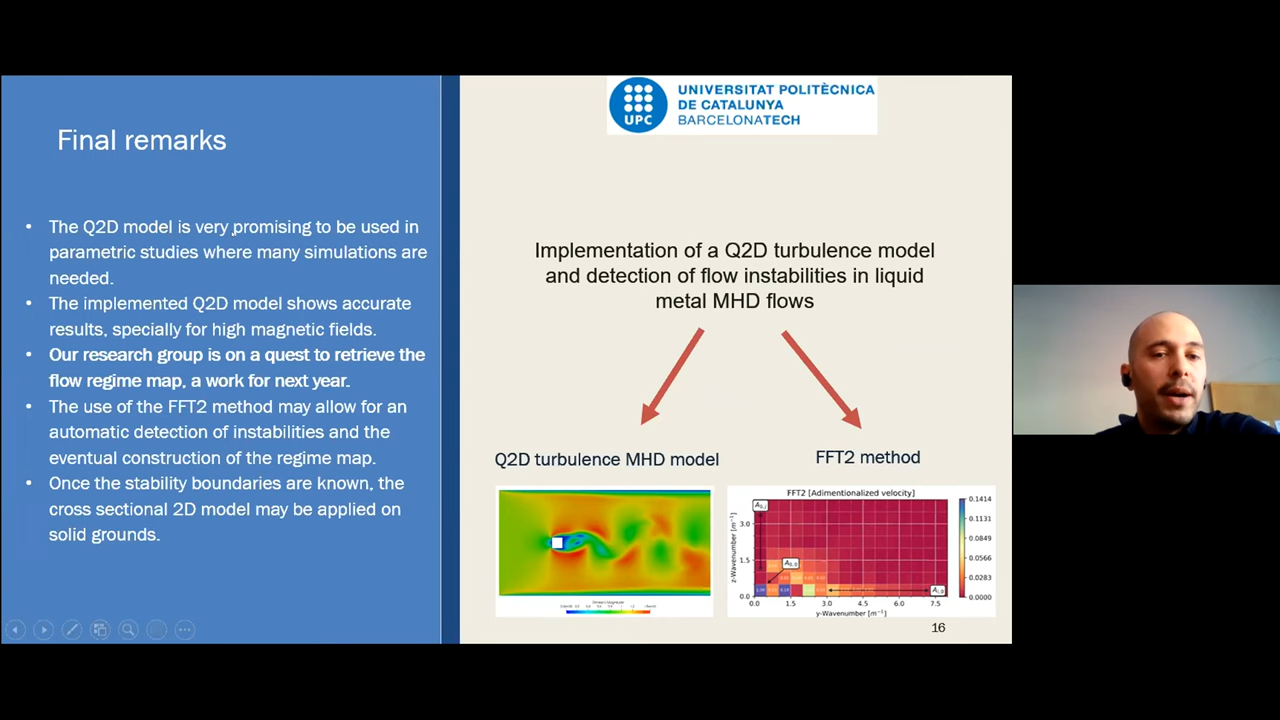 Final remarks
• The Q2D model is very promising to be used in
parametric studies where many simulations are
needed.
• The implemented Q2D model shows accurate
results, specially for high magnetic fields.
• Our research group is on a quest to retrieve the
flow regime map, a work for next year.
• The use of the FFT2 method may allow for an
automatic detection of instabilities and the
eventual construction of the regime map.
• Once the stability boundaries are known, the
cross sectional 2D model may be applied on
solid grounds.
UPC
UNIVERSITAT POLITÈCNICA
DE CATALUNYA
BARCELONATECH
Implementation of a Q2D turbulence model
and detection of flow instabilities in liquid
metal MHD flows
Q2D turbulence MHD model
FFT2 method
FFT2 [Adimentionalized velocity]
z-Wavenumber [m⁻¹]
3.0
1.5
0.0
0.0 1.5 3.0 4.5 6.0 7.5
y-Wavenumber [m⁻¹]
0.1414
0.1131
0.0849
0.0566
0.0283
0.0000
16